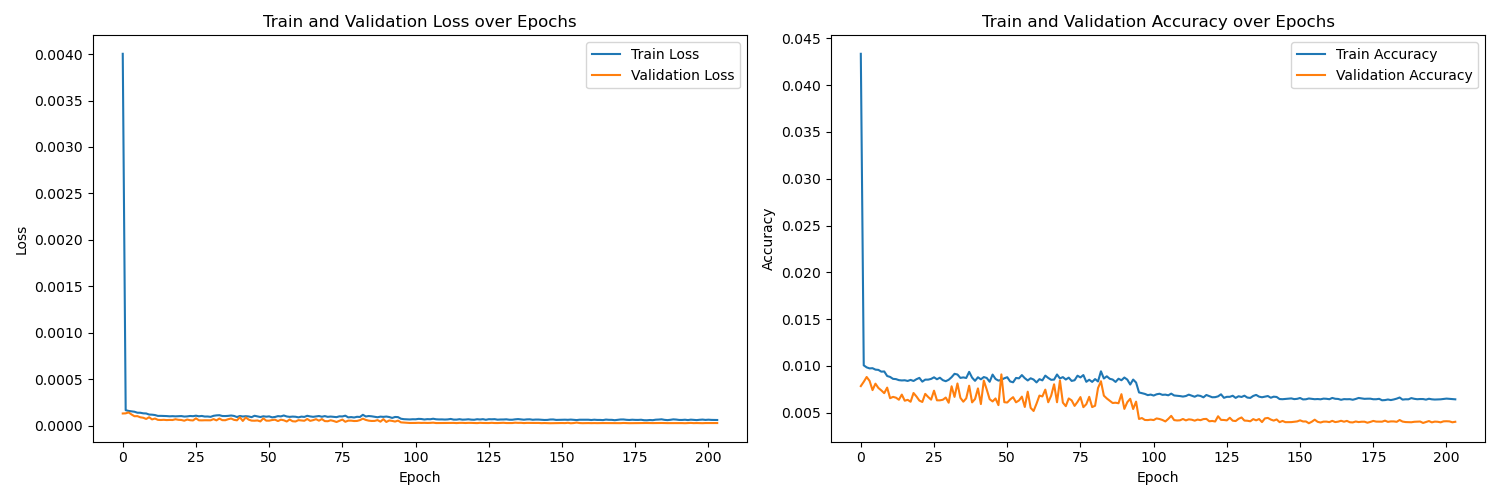 Train and Validation Loss over Epochs
Train Loss
Validation Loss
0.0040
0.0035
0.0030
0.0025
0.0020
0.0015
0.0010
0.0005
0.0000
Loss
0 25 50 75 100 125 150 175 200
Epoch
Train and Validation Accuracy over Epochs
Train Accuracy
Validation Accuracy
0.045
0.040
0.035
0.030
0.025
0.020
0.015
0.010
0.005
Accuracy
0 25 50 75 100 125 150 175 200
Epoch